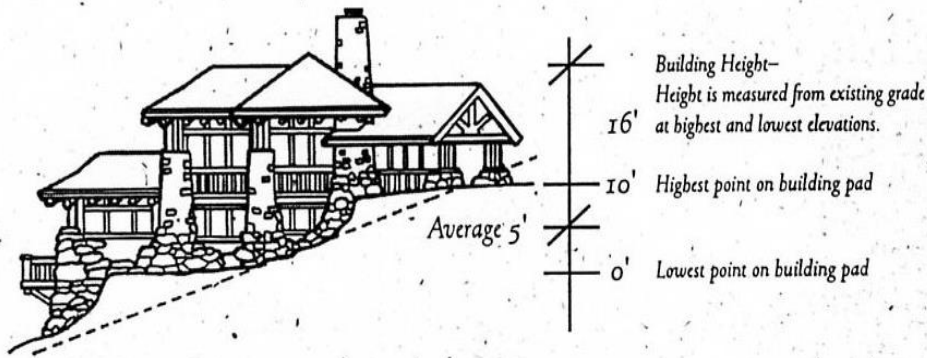 Building Height–
Height is measured from existing grade
at highest and lowest elevations.
16'
10' Highest point on building pad
Average 5'
0' Lowest point on building pad